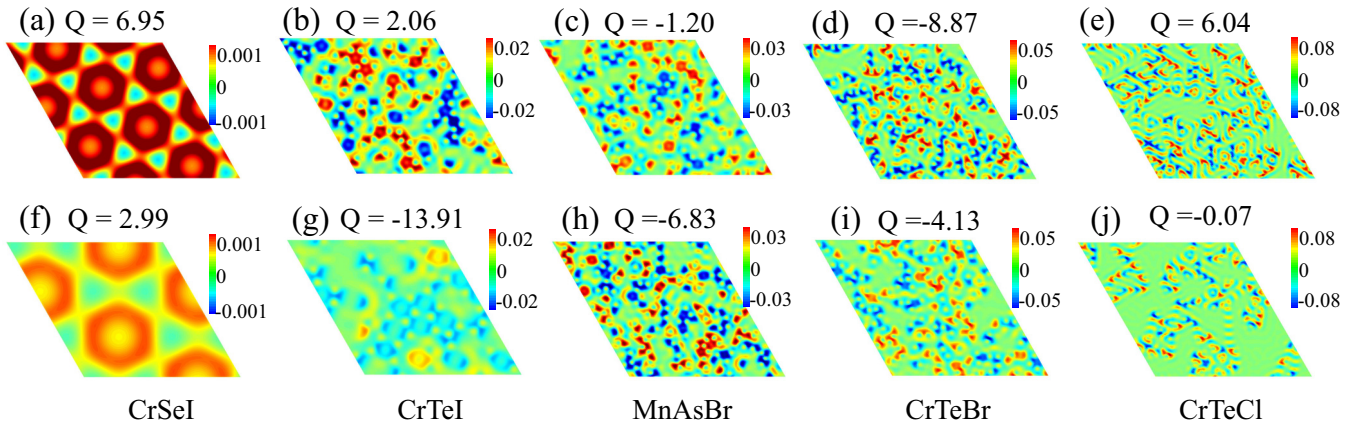 (a) Q = 6.95
0.001
0
-0.001
(b) Q = 2.06
0.02
0
-0.02
(c) Q = -1.20
0.03
0
-0.03
(d) Q =-8.87
0.05
0
-0.05
(e) Q = 6.04
0.08
0
-0.08
(f) Q = 2.99
0.001
0
-0.001
(g) Q = -13.91
0.02
0
-0.02
(h) Q =-6.83
0.03
0
-0.03
(i) Q =-4.13
0.05
0
-0.05
(j) Q =-0.07
0.08
0
-0.08
CrSeI CrTeI MnAsBr CrTeBr CrTeCl